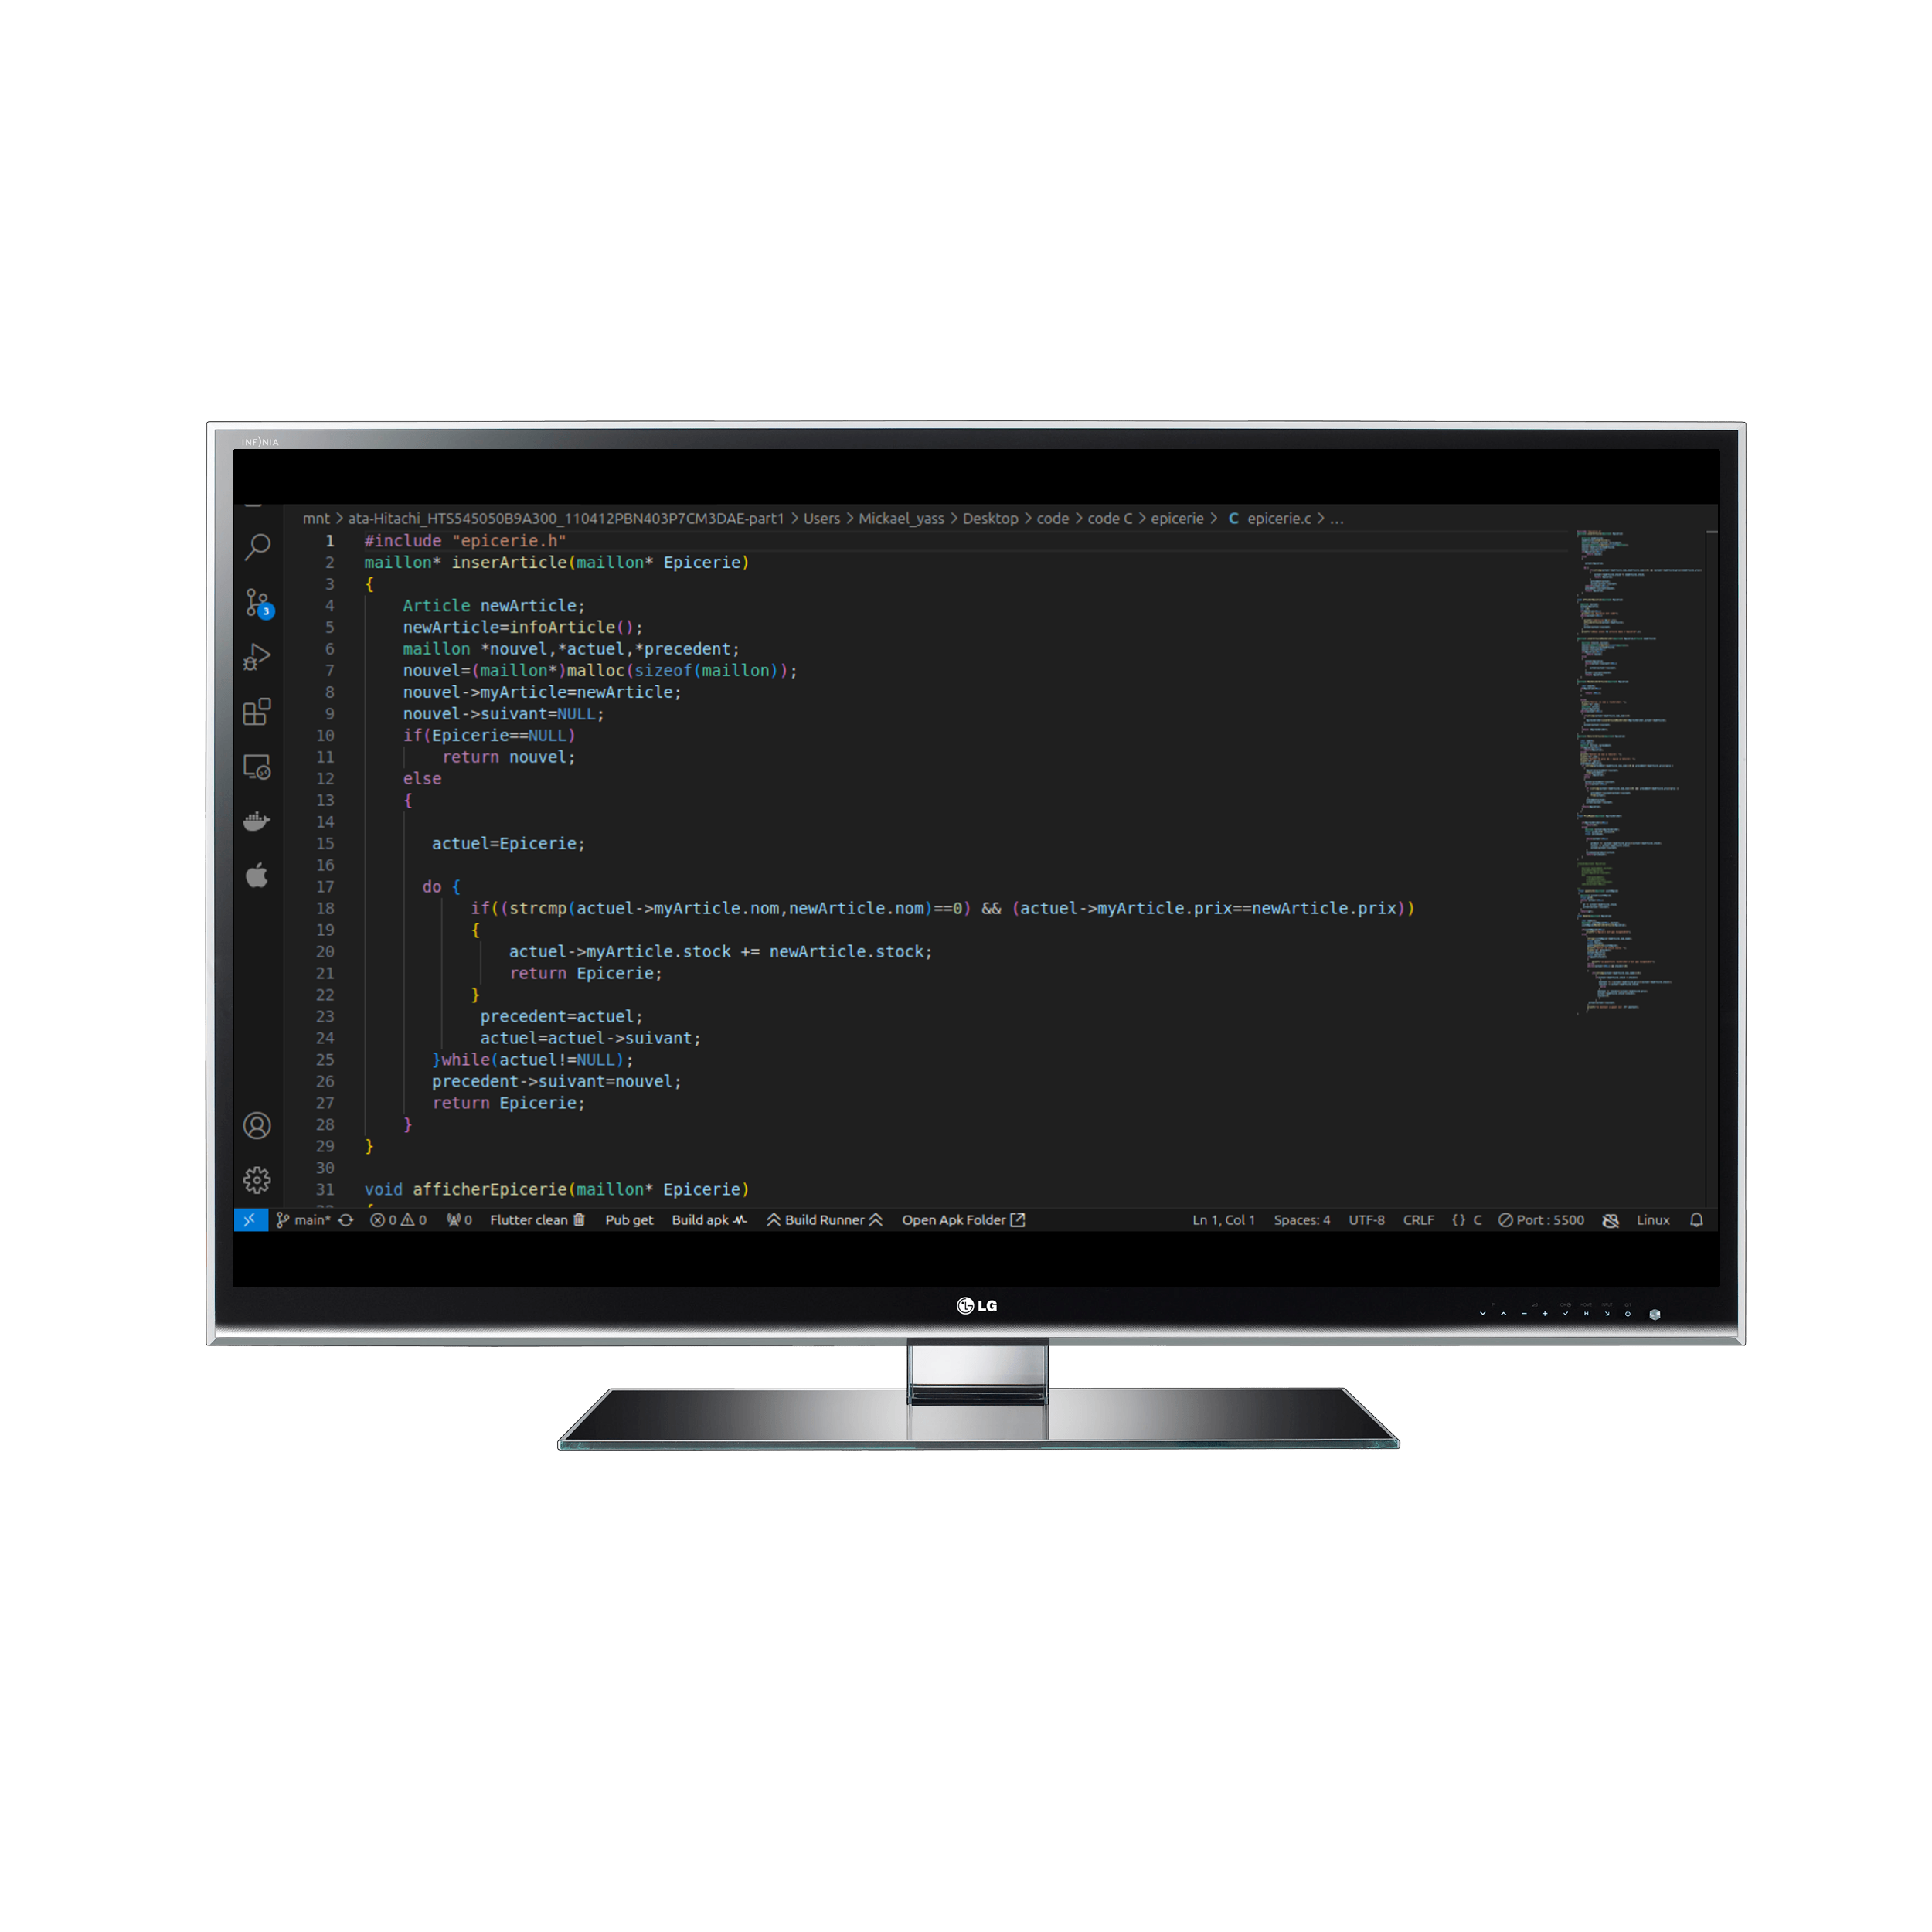 INFINIA
mnt > ata-Hitachi_HTS545050B9A300_110412PBN403P7CM3DAE-part1 > Users > Mickael_yass > Desktop > code > code C > epicerie > C epicerie.c > ...
1 #include "epicerie.h"
2 maillon* inserArticle(maillon* Epicerie)
3 {
4 Article newArticle;
5 newArticle=infoArticle();
6 maillon *nouvel,*actuel,*precedent;
7 nouvel=(maillon*)malloc(sizeof(maillon));
8 nouvel->myArticle=newArticle;
9 nouvel->suivant=NULL;
10 if(Epicerie==NULL)
11 return nouvel;
12 else
13 {
14
15 actuel=Epicerie;
16
17 do {
18 if((strcmp(actuel->myArticle.nom,newArticle.nom)==0) && (actuel->myArticle.prix==newArticle.prix))
19 {
20 actuel->myArticle.stock += newArticle.stock;
21 return Epicerie;
22 }
23 precedent=actuel;
24 actuel=actuel->suivant;
25 }while(actuel!=NULL);
26 precedent->suivant=nouvel;
27 return Epicerie;
28 }
29 }
30
31 void afficherEpicerie(maillon* Epicerie)
3
main* 0 0 0 Flutter clean Pub get Build apk Build Runner Open Apk Folder Ln 1, Col 1 Spaces: 4 UTF-8 CRLF {} C Port : 5500 Linux
LG